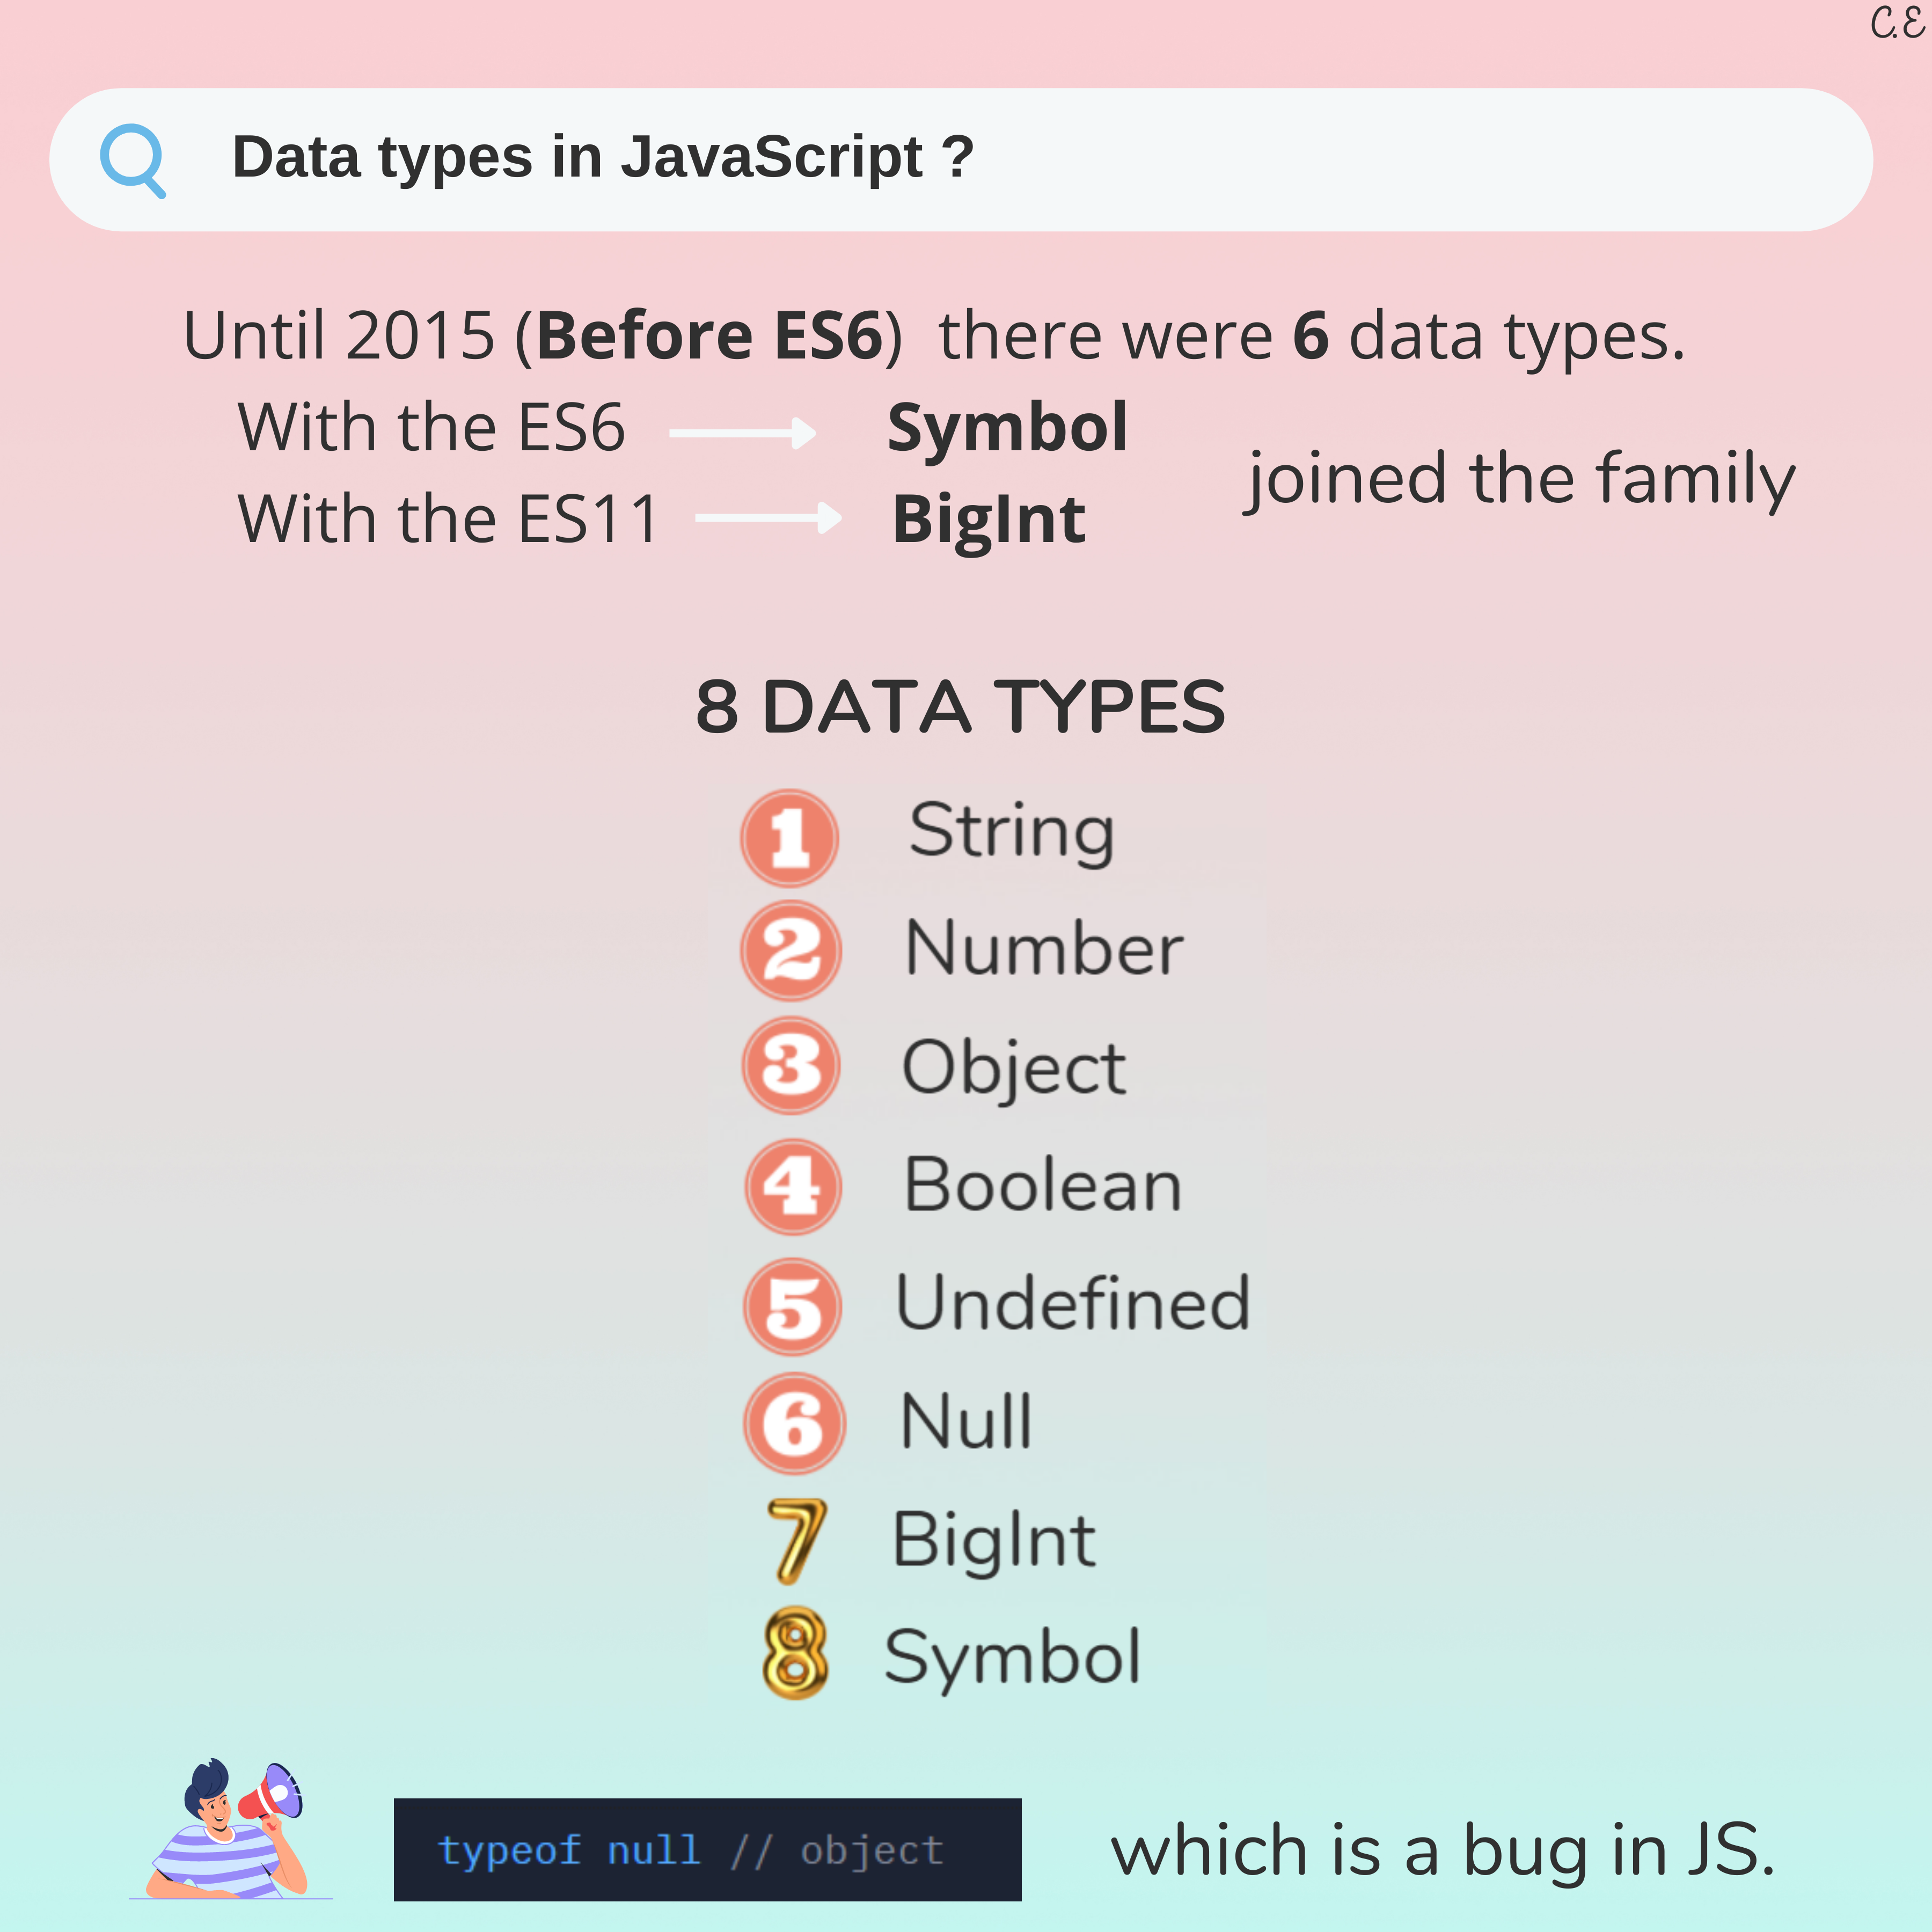 C.E
Data types in JavaScript ?
Until 2015 (Before ES6) there were 6 data types.
With the ES6 Symbol
With the ES11 BigInt
joined the family
8 DATA TYPES
1 String
2 Number
3 Object
4 Boolean
5 Undefined
6 Null
7 BigInt
8 Symbol
typeof null // object
which is a bug in JS.